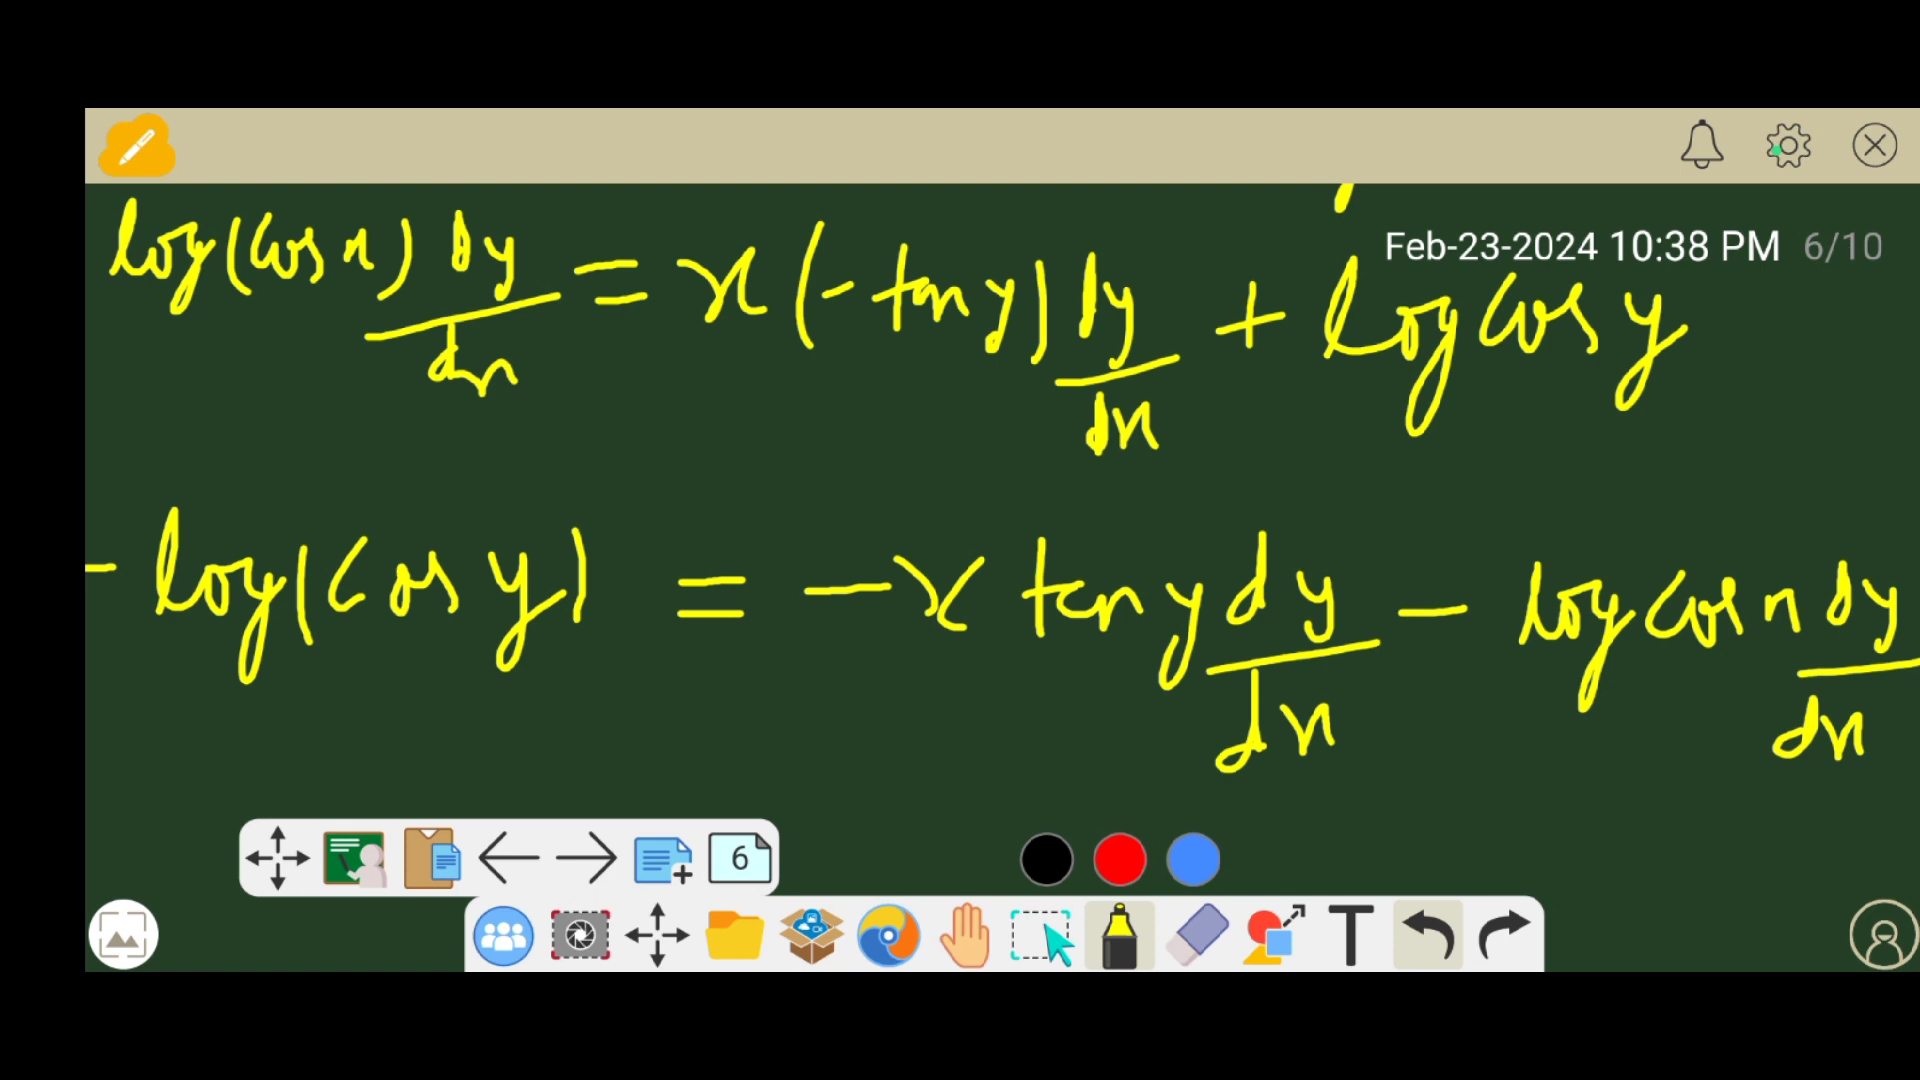 Feb-23-2024 10:38 PM 6/10
log(cos x) dy/dx = x(- tan y) dy/dx + log cos y
- log(cos y) = - x tan y dy/dx - log cos x dy/dx
6
T